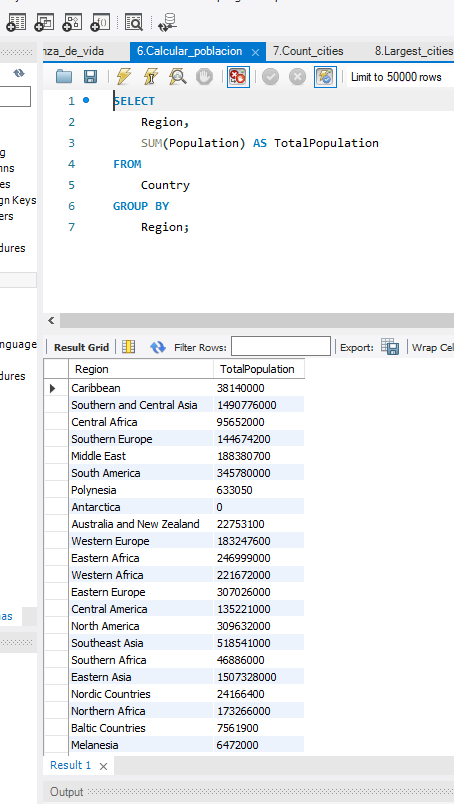 nza_de_vida 6.Calcular_poblacion × 7.Count_cities 8.Largest_cities
Limit to 50000 rows
1 SELECT
2 Region,
3 SUM(Population) AS TotalPopulation
4 FROM
5 Country
6 GROUP BY
7 Region;
gn Keys
ers
dures
nguage
dures
Result Grid Filter Rows: Export: Wrap Cel
Region TotalPopulation
Caribbean 38140000
Southern and Central Asia 1490776000
Central Africa 95652000
Southern Europe 144674200
Middle East 188380700
South America 345780000
Polynesia 633050
Antarctica 0
Australia and New Zealand 22753100
Western Europe 183247600
Eastern Africa 246999000
Western Africa 221672000
Eastern Europe 307026000
Central America 135221000
North America 309632000
Southeast Asia 518541000
Southern Africa 46886000
Eastern Asia 1507328000
Nordic Countries 24166400
Northern Africa 173266000
Baltic Countries 7561900
Melanesia 6472000
as
Result 1 ×
Output